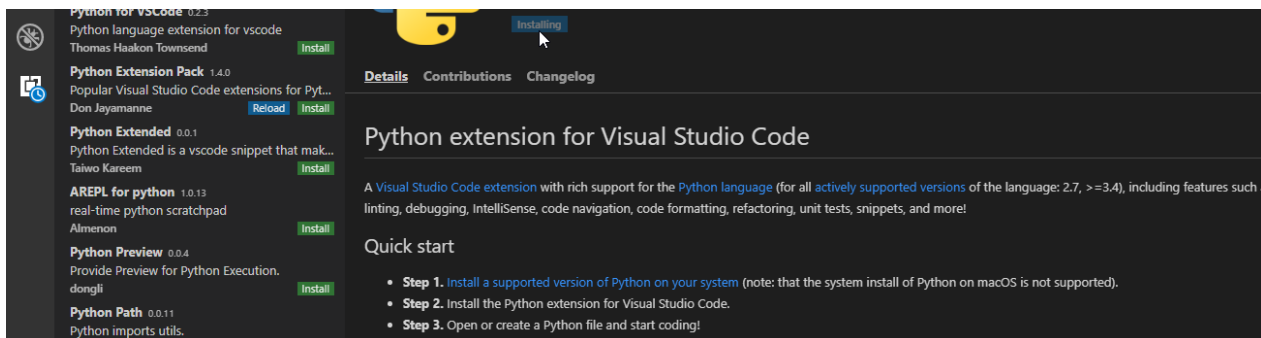 Python for VSCode 0.2.3
Python language extension for vscode
Thomas Haakon Townsend Install
Python Extension Pack 1.4.0
Popular Visual Studio Code extensions for Pyt...
Don Jayamanne Reload Install
Python Extended 0.0.1
Python Extended is a vscode snippet that mak...
Taiwo Kareem Install
AREPL for python 1.0.13
real-time python scratchpad
Almenon Install
Python Preview 0.0.4
Provide Preview for Python Execution.
dongli Install
Python Path 0.0.11
Python imports utils.
Installing
Details Contributions Changelog
Python extension for Visual Studio Code
A Visual Studio Code extension with rich support for the Python language (for all actively supported versions of the language: 2.7, >=3.4), including features such
linting, debugging, IntelliSense, code navigation, code formatting, refactoring, unit tests, snippets, and more!
Quick start
• Step 1. Install a supported version of Python on your system (note: that the system install of Python on macOS is not supported).
• Step 2. Install the Python extension for Visual Studio Code.
• Step 3. Open or create a Python file and start coding!